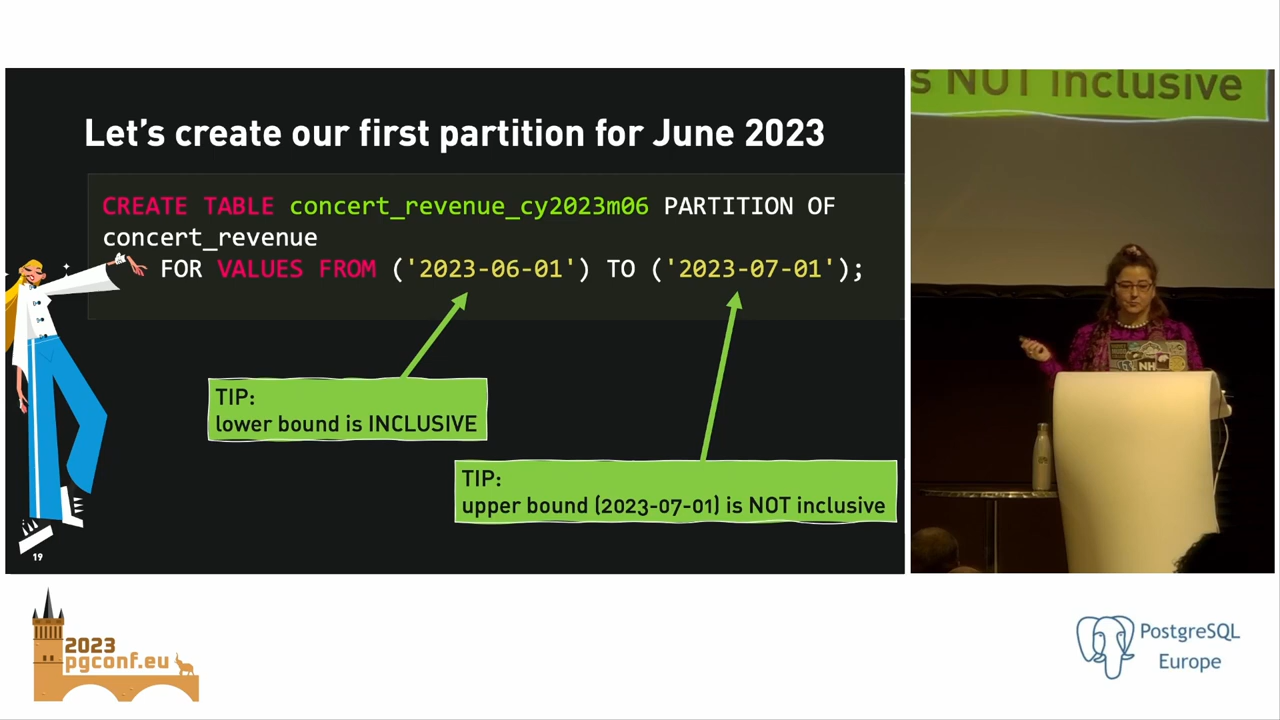 Let's create our first partition for June 2023
CREATE TABLE concert_revenue_cy2023m06 PARTITION OF
concert_revenue
FOR VALUES FROM ('2023-06-01') TO ('2023-07-01');
TIP:
lower bound is INCLUSIVE
TIP:
upper bound (2023-07-01) is NOT inclusive
19
s NOT inclusive
NH
2023
pgconf.eu
PostgreSQL
Europe